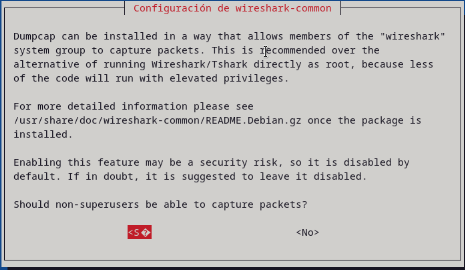 Configuración de wireshark-common
Dumpcap can be installed in a way that allows members of the "wireshark"
system group to capture packets. This is recommended over the
alternative of running Wireshark/Tshark directly as root, because less
of the code will run with elevated privileges.
For more detailed information please see
/usr/share/doc/wireshark-common/README.Debian.gz once the package is
installed.
Enabling this feature may be a security risk, so it is disabled by
default. If in doubt, it is suggested to leave it disabled.
Should non-superusers be able to capture packets?
<S� <No>